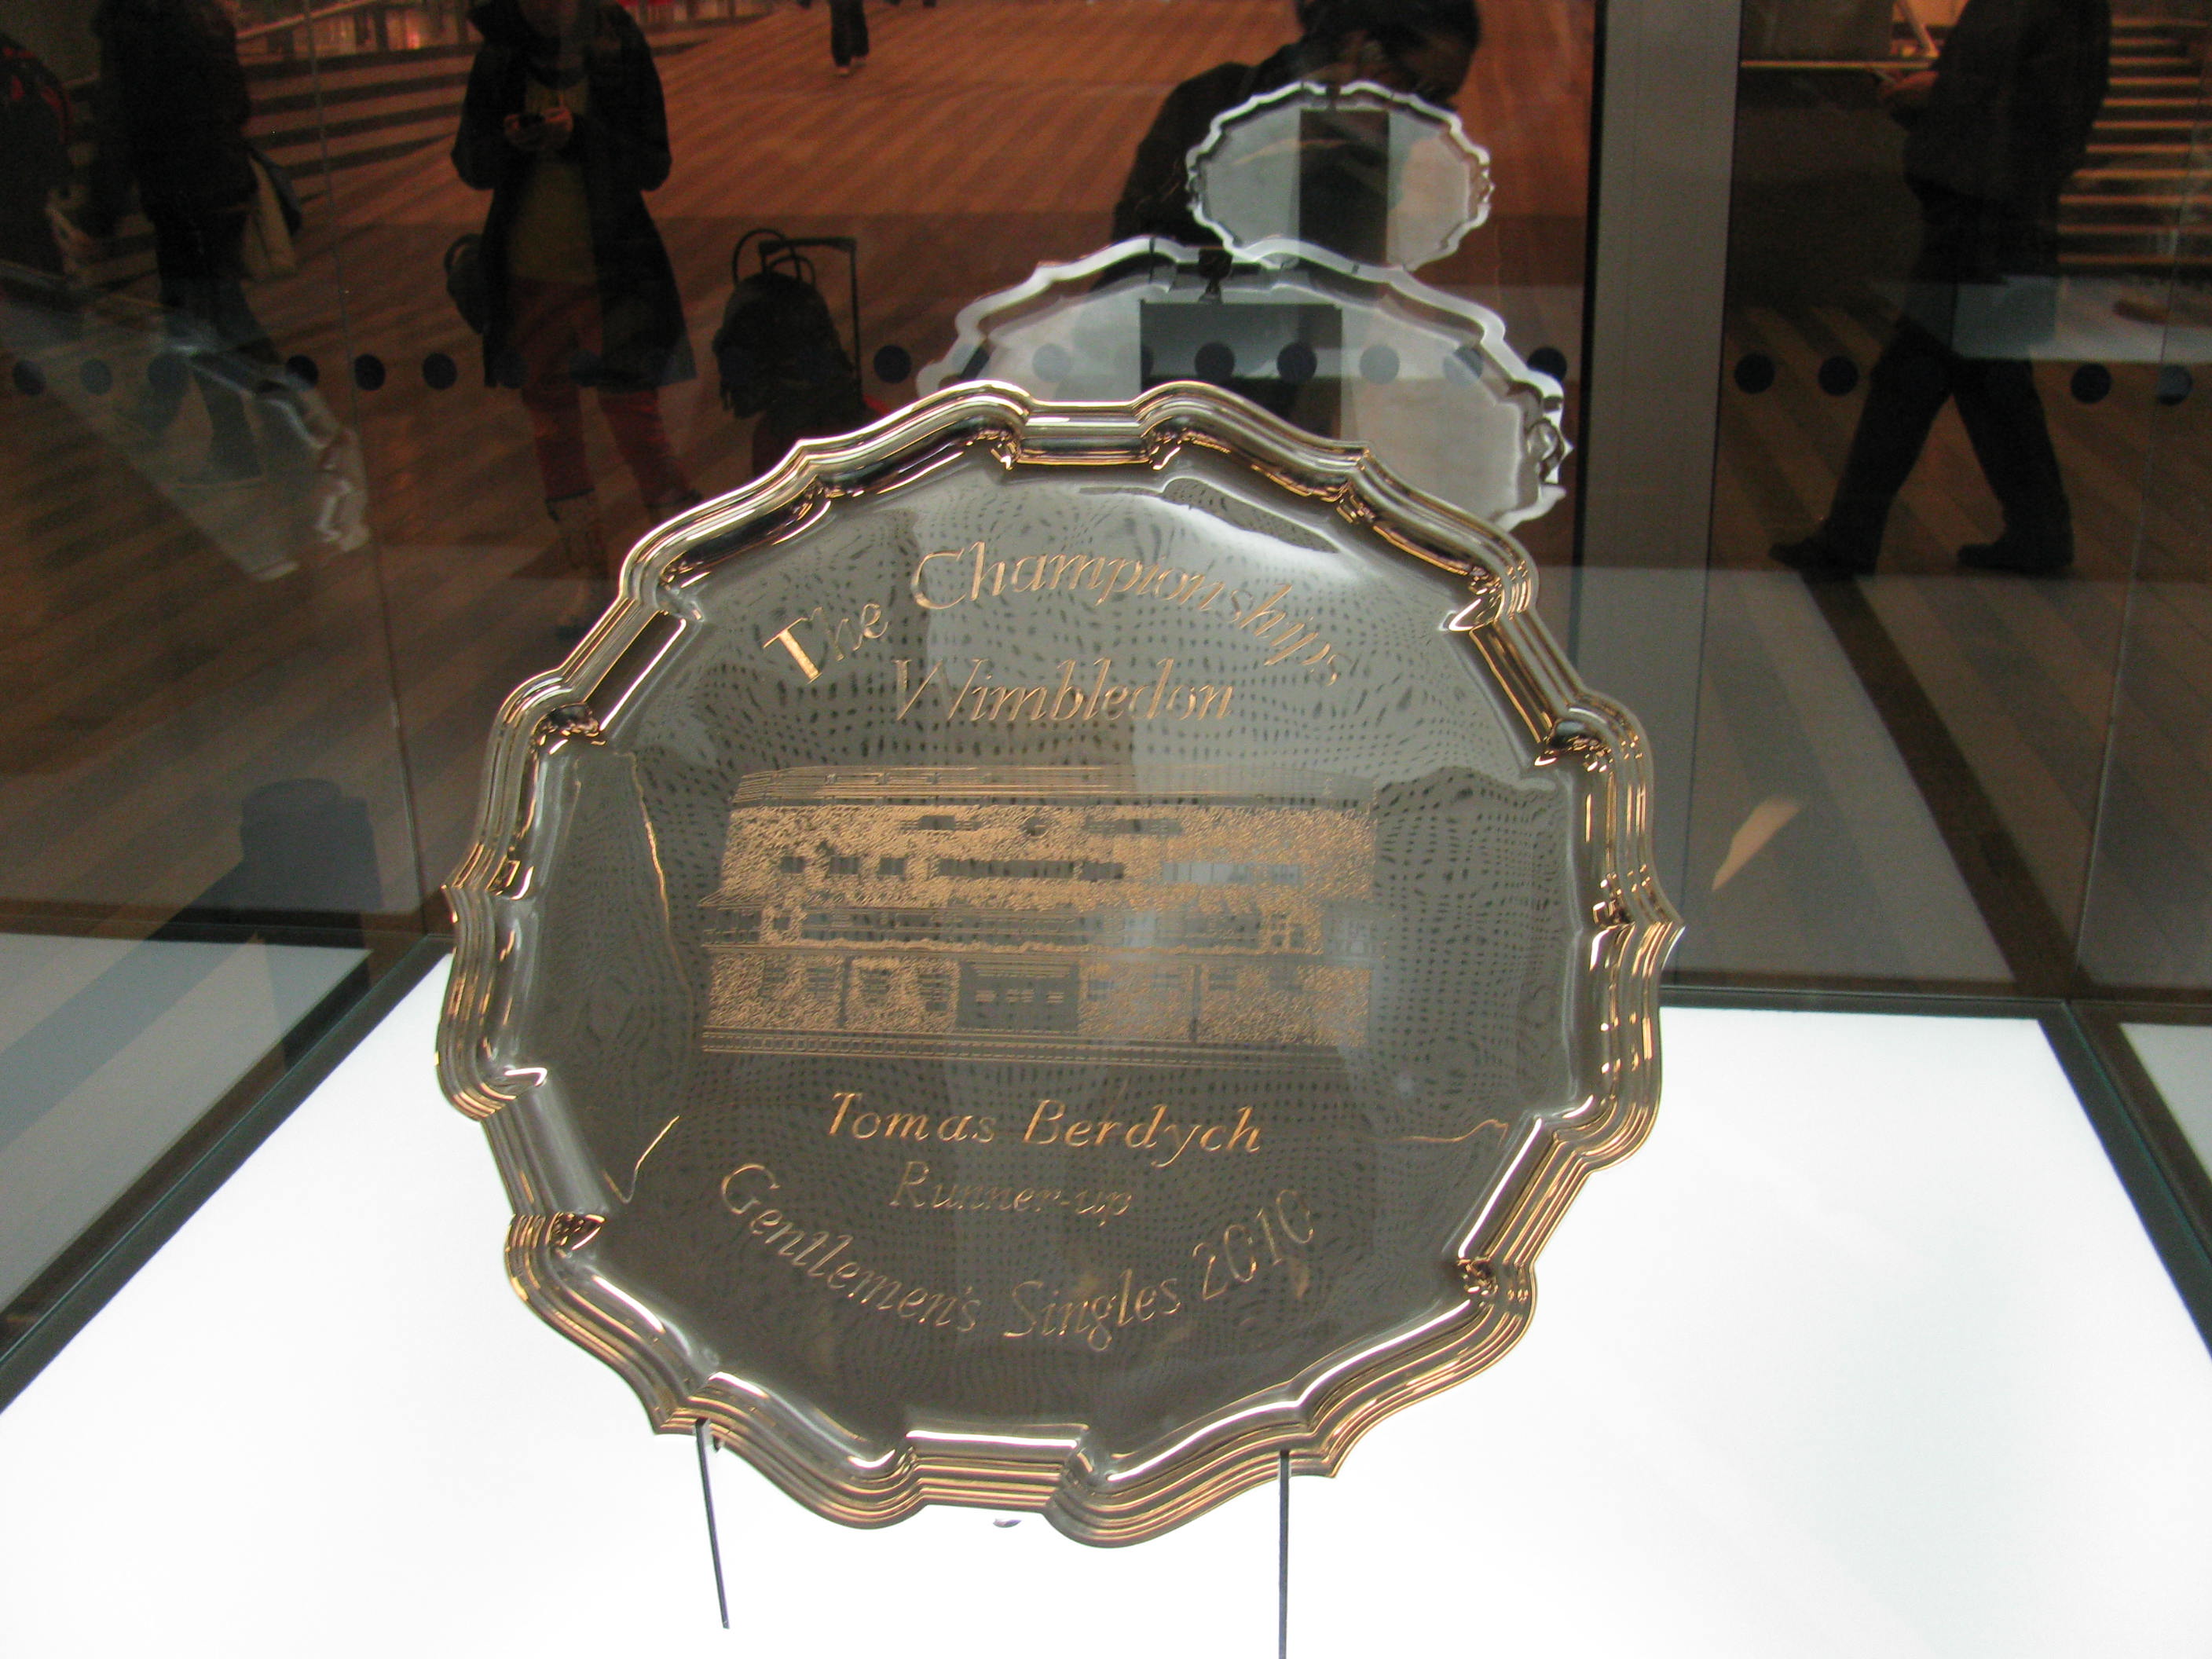 The Championships
Wimbledon
Tomas Berdych
Runner-up
Gentlemen's Singles 2010